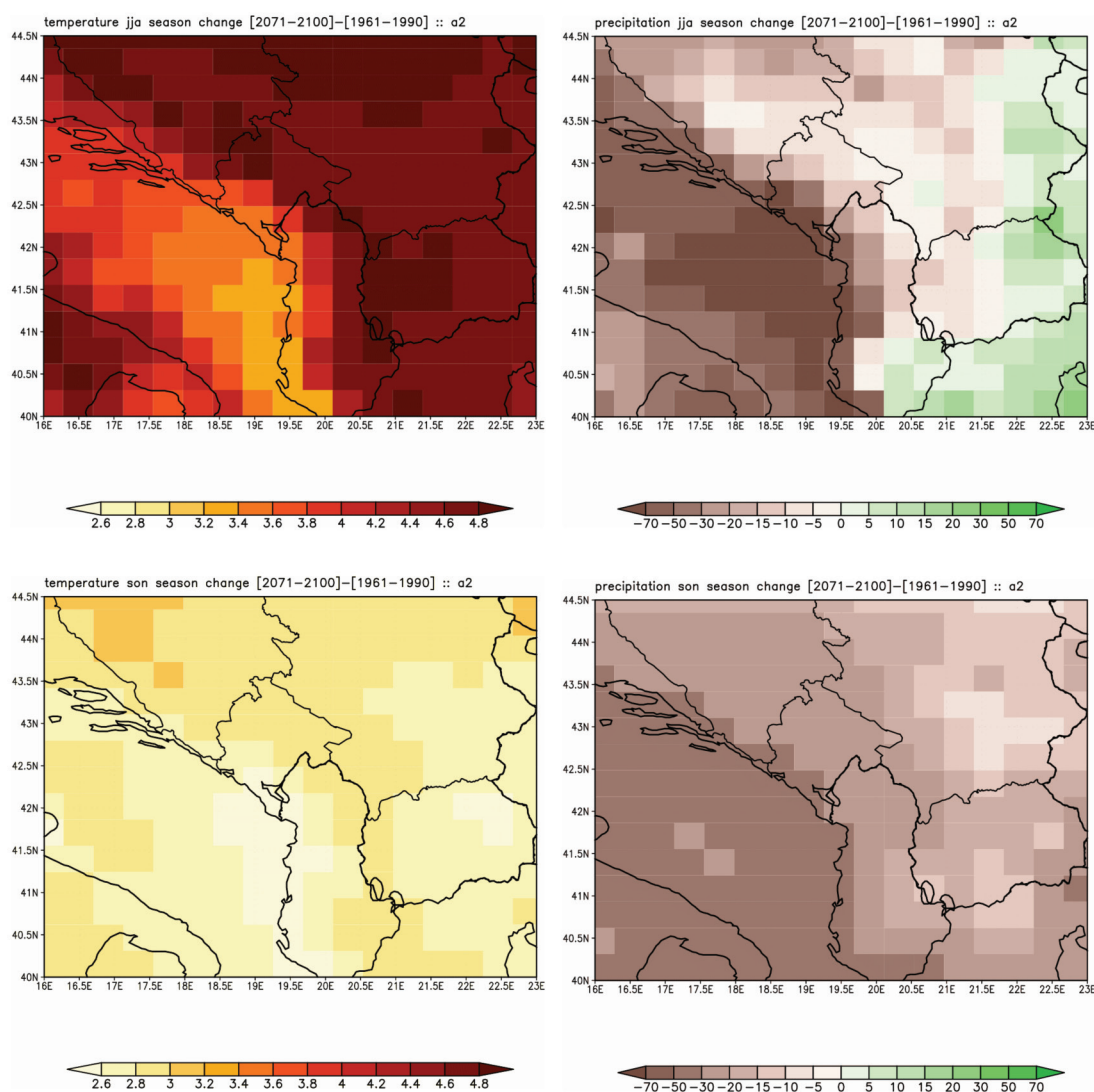 temperature jja season change [2071-2100]-[1961-1990] :: a2
44.5N
44N
43.5N
43N
42.5N
42N
41.5N
41N
40.5N
40N
16E 16.5E 17E 17.5E 18E 18.5E 19E 19.5E 20E 20.5E 21E 21.5E 22E 22.5E 23E
2.6 2.8 3 3.2 3.4 3.6 3.8 4 4.2 4.4 4.6 4.8
precipitation jja season change [2071-2100]-[1961-1990] :: a2
44.5N
44N
43.5N
43N
42.5N
42N
41.5N
41N
40.5N
40N
16E 16.5E 17E 17.5E 18E 18.5E 19E 19.5E 20E 20.5E 21E 21.5E 22E 22.5E 23E
-70 -50 -30 -20 -15 -10 -5 0 5 10 15 20 30 50 70
temperature son season change [2071-2100]-[1961-1990] :: a2
44.5N
44N
43.5N
43N
42.5N
42N
41.5N
41N
40.5N
40N
16E 16.5E 17E 17.5E 18E 18.5E 19E 19.5E 20E 20.5E 21E 21.5E 22E 22.5E 23E
2.6 2.8 3 3.2 3.4 3.6 3.8 4 4.2 4.4 4.6 4.8
precipitation son season change [2071-2100]-[1961-1990] :: a2
44.5N
44N
43.5N
43N
42.5N
42N
41.5N
41N
40.5N
40N
16E 16.5E 17E 17.5E 18E 18.5E 19E 19.5E 20E 20.5E 21E 21.5E 22E 22.5E 23E
-70 -50 -30 -20 -15 -10 -5 0 5 10 15 20 30 50 70